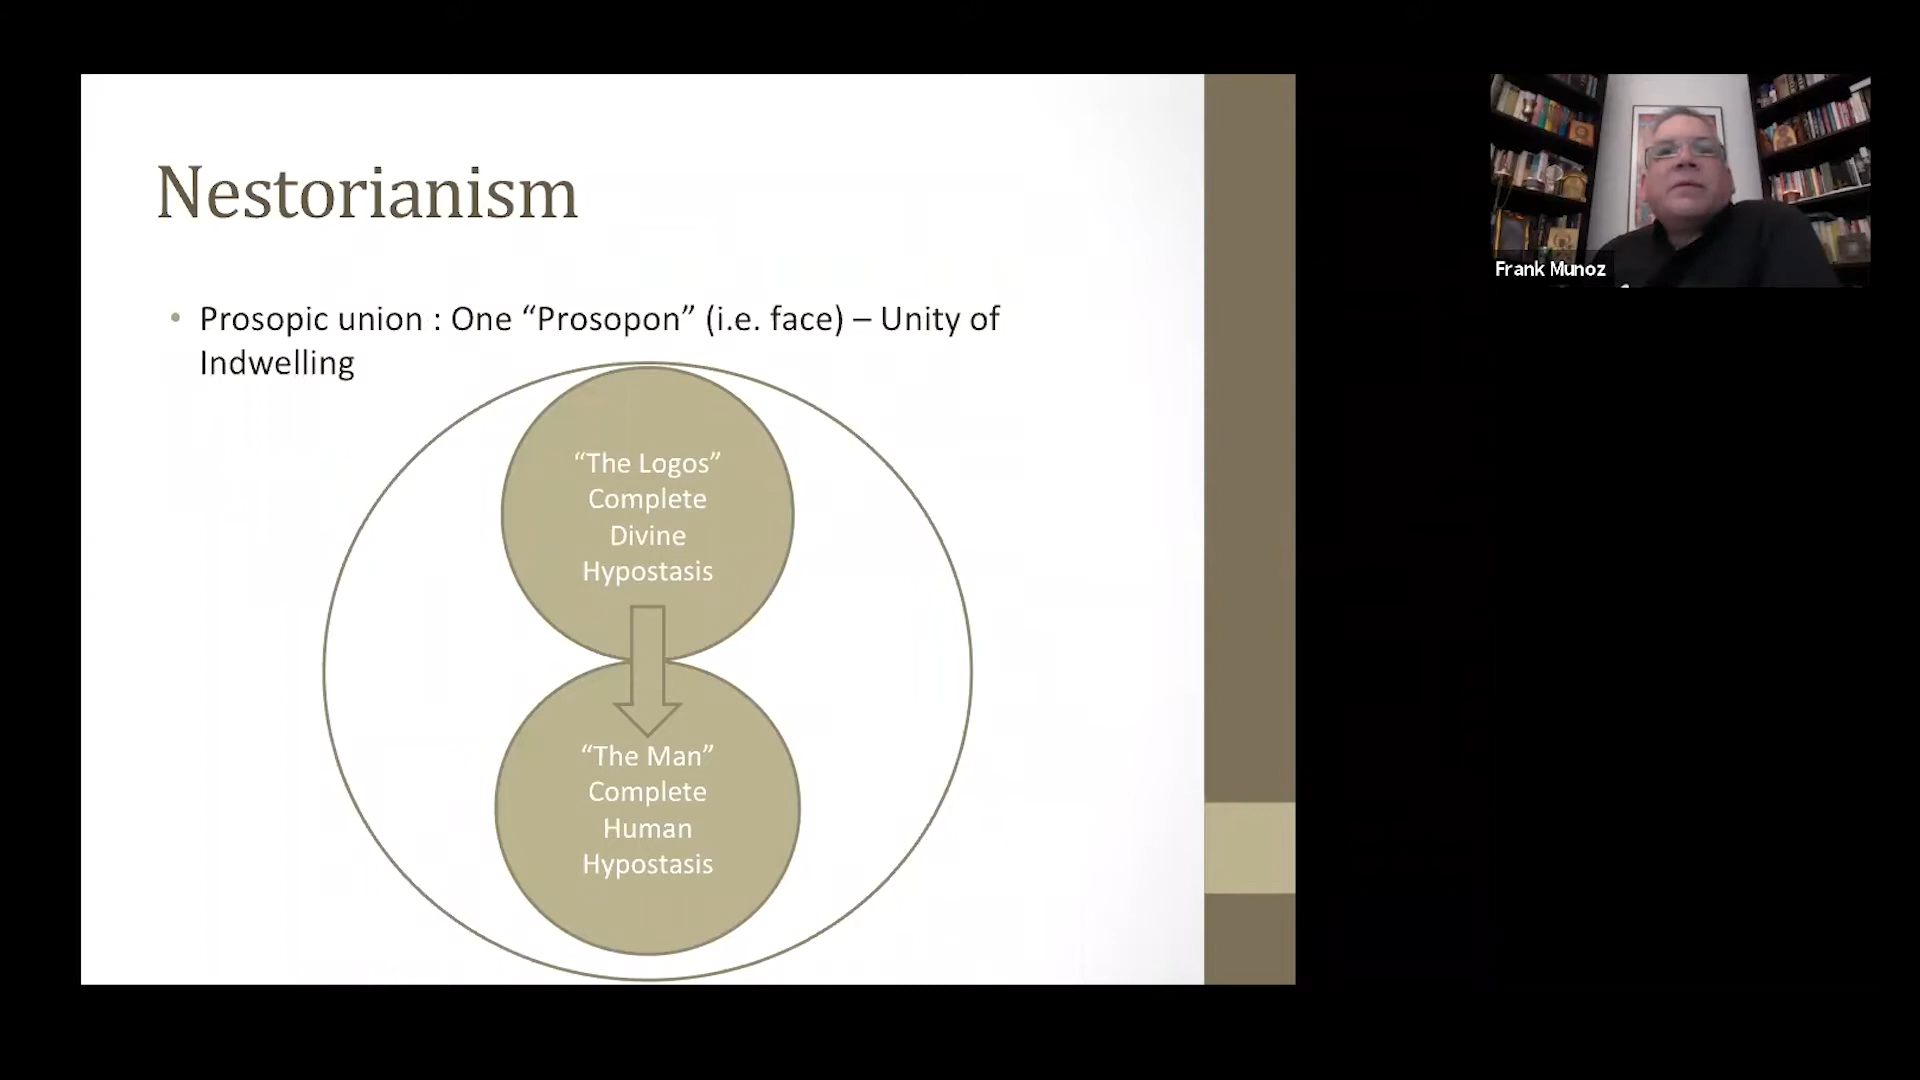 Nestorianism
• Prosopic union : One “Prosopon” (i.e. face) – Unity of
Indwelling
“The Logos”
Complete
Divine
Hypostasis
“The Man”
Complete
Human
Hypostasis
Frank Munoz